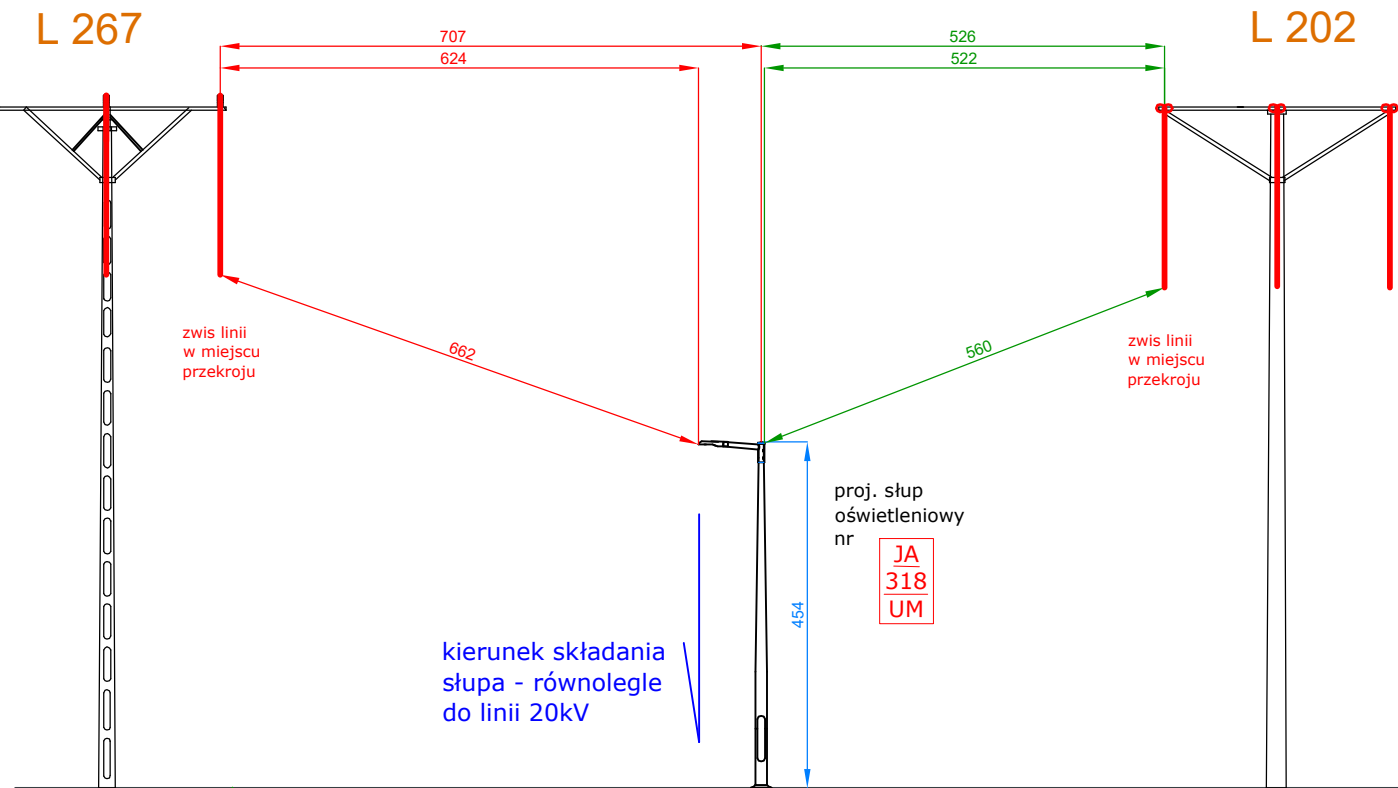 L 267
L 202
707
526
624
522
zwis linii
w miejscu
przekroju
662
560
zwis linii
w miejscu
przekroju
proj. słup
oświetleniowy
nr
JA
318
UM
454
kierunek składania
słupa - równolegle
do linii 20kV